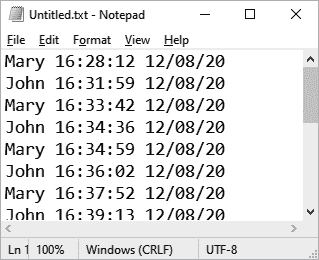 Untitled.txt - Notepad
File Edit Format View Help
Mary 16:28:12 12/08/20
John 16:31:59 12/08/20
Mary 16:33:42 12/08/20
John 16:34:36 12/08/20
Mary 16:34:59 12/08/20
John 16:36:02 12/08/20
Mary 16:37:52 12/08/20
John 16:39:13 12/08/20
Ln 1 100% Windows (CRLF) UTF-8